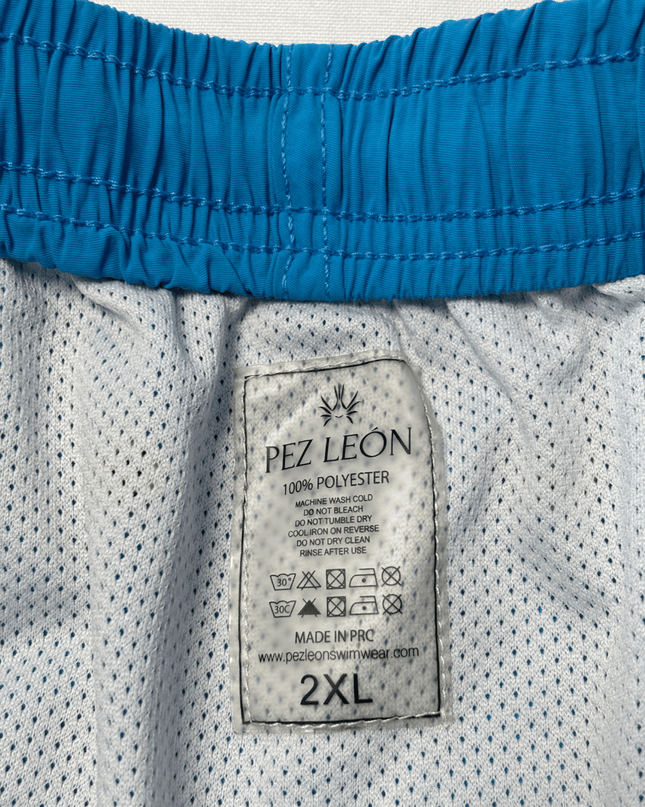 PEZ LEÓN
100% POLYESTER
MACHINE WASH COLD
DO NOT BLEACH
DO NOT TUMBLE DRY
COOL IRON ON REVERSE
DO NOT DRY CLEAN
RINSE AFTER USE
30°
30C
MADE IN PRC
www.pezleonswimwear.com
2XL